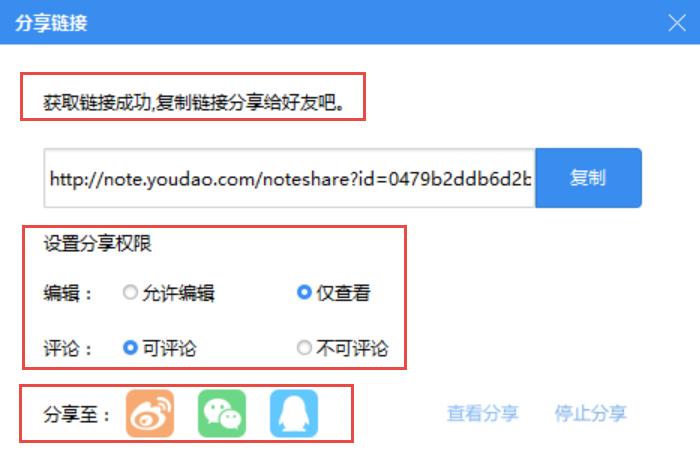 分享链接
获取链接成功,复制链接分享给好友吧。
http://note.youdao.com/noteshare?id=0479b2ddb6d2b 复制
设置分享权限
编辑： 允许编辑 仅查看
评论： 可评论 不可评论
分享至： 查看分享 停止分享